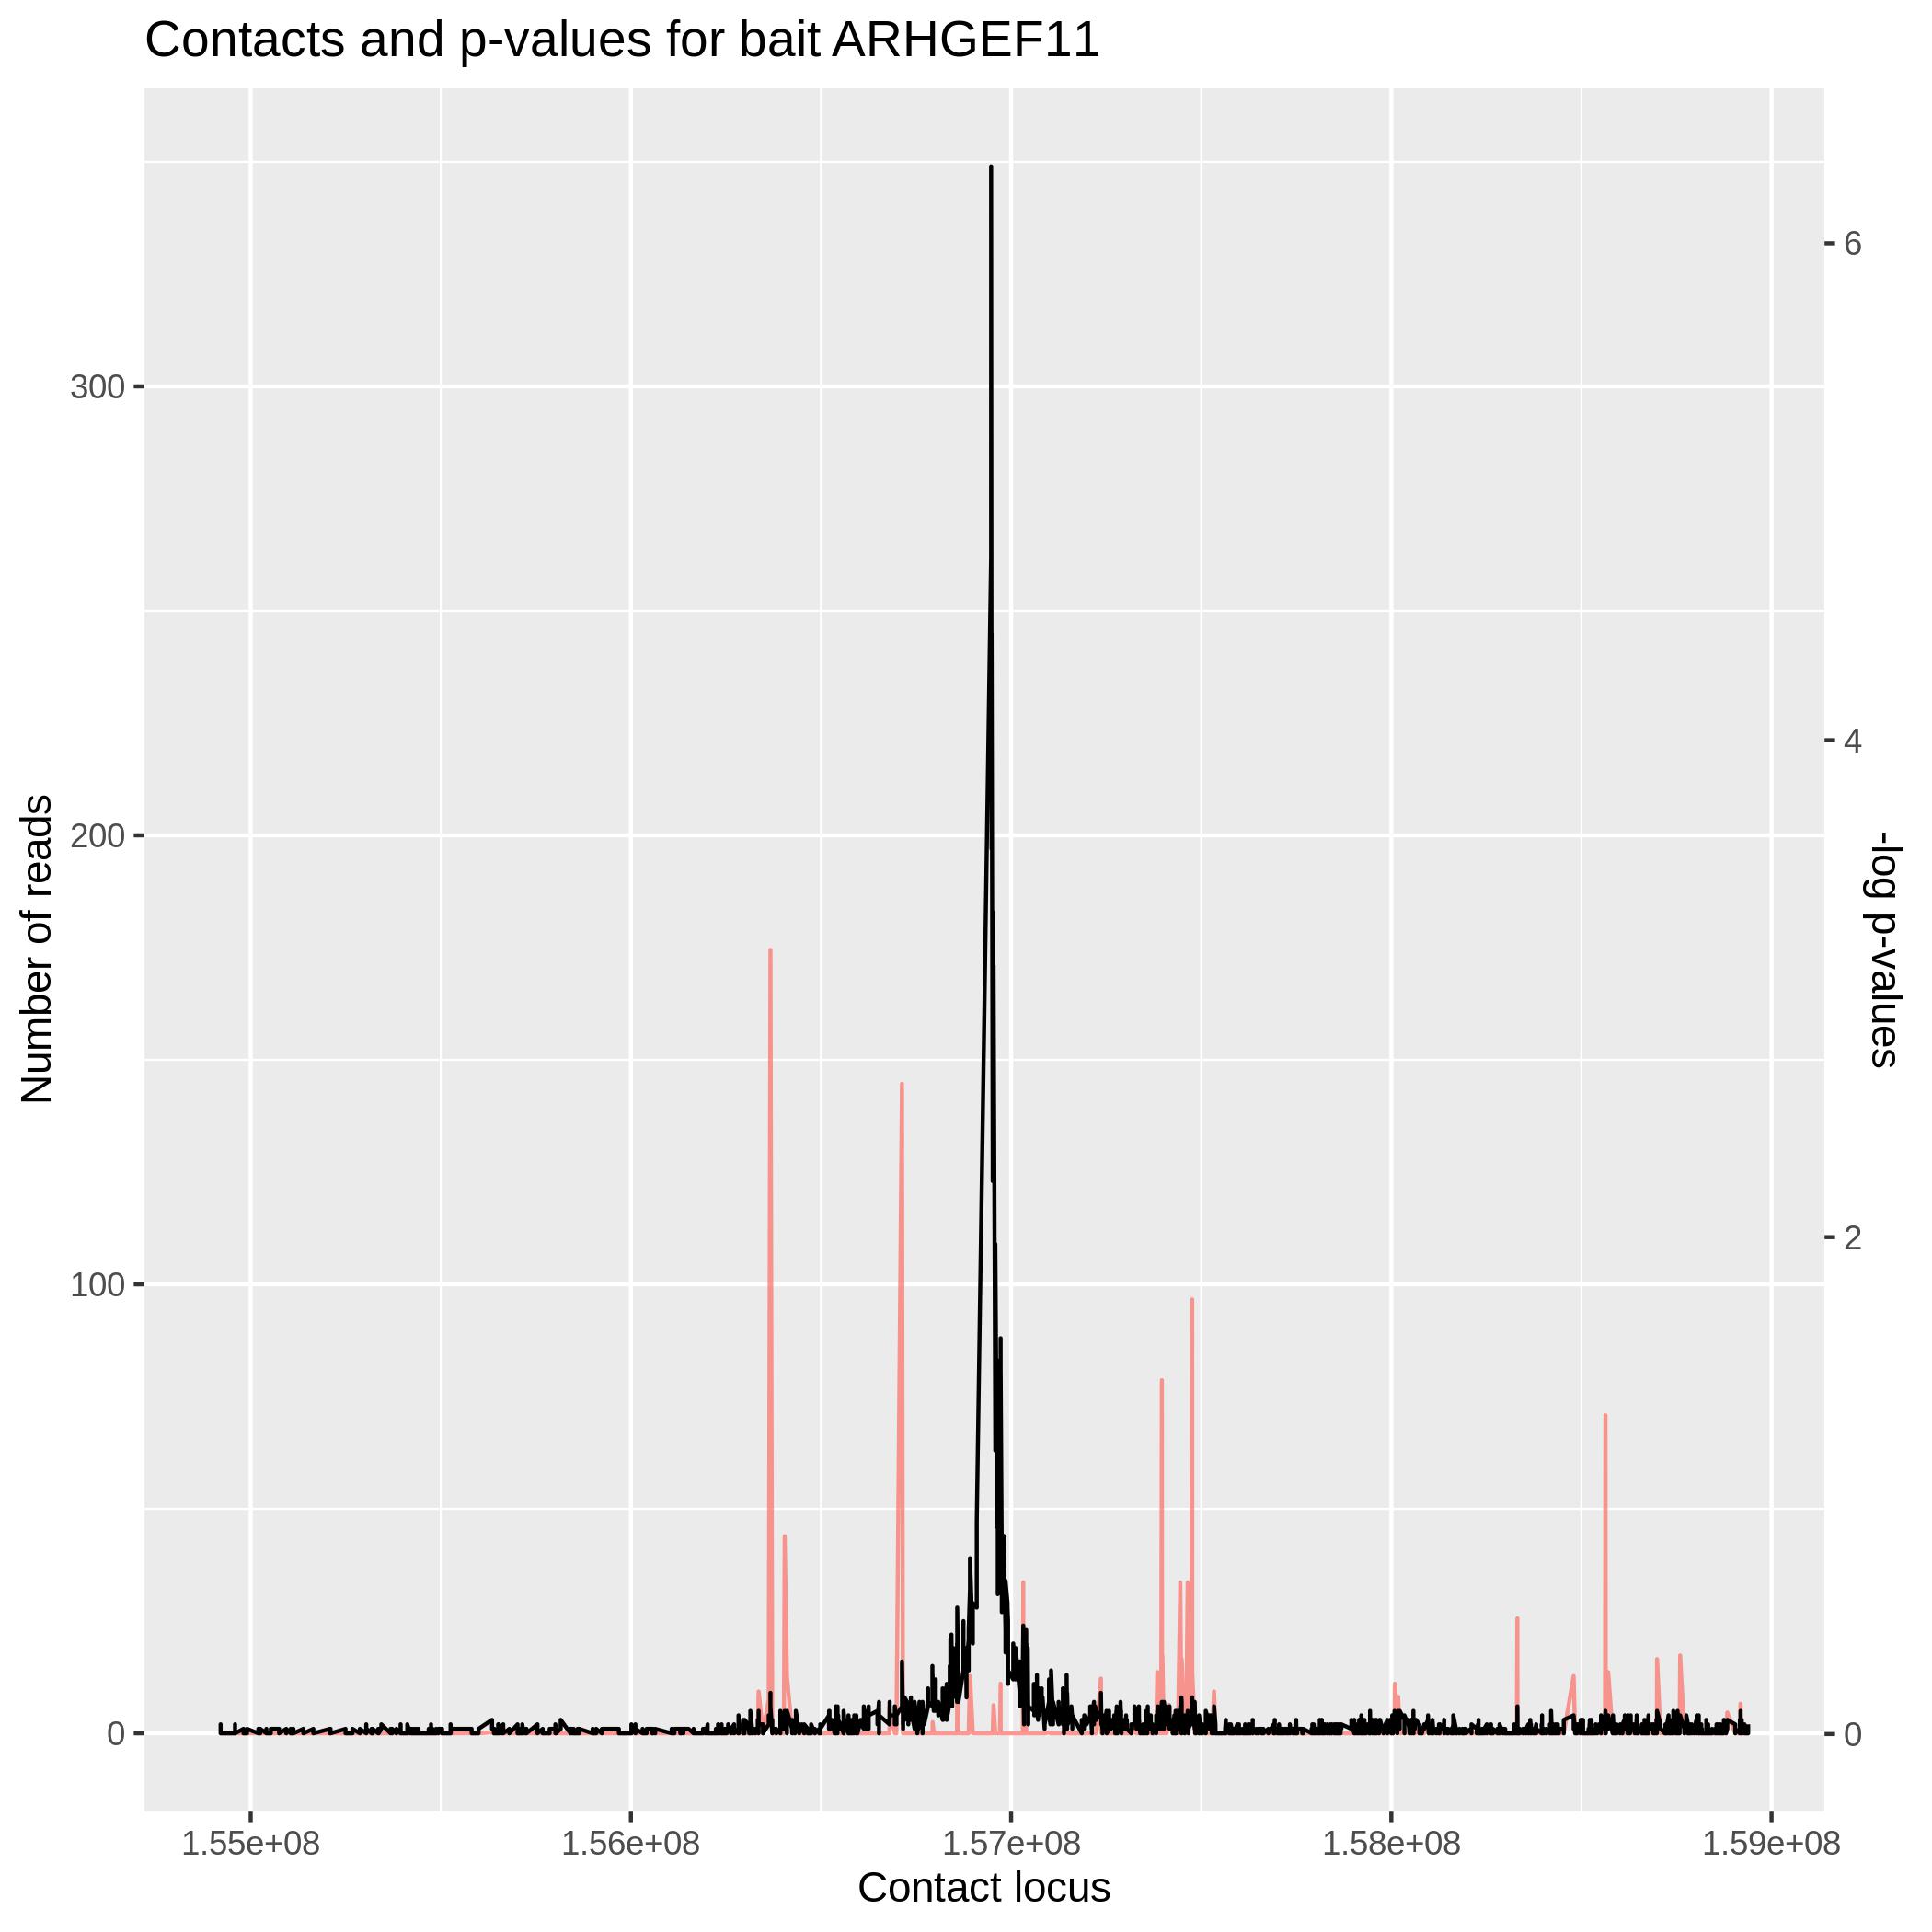 Contacts and p-values for bait ARHGEF11
Number of reads
300
200
100
0
6
4
2
0
-log p-values
1.55e+08 1.56e+08 1.57e+08 1.58e+08 1.59e+08
Contact locus